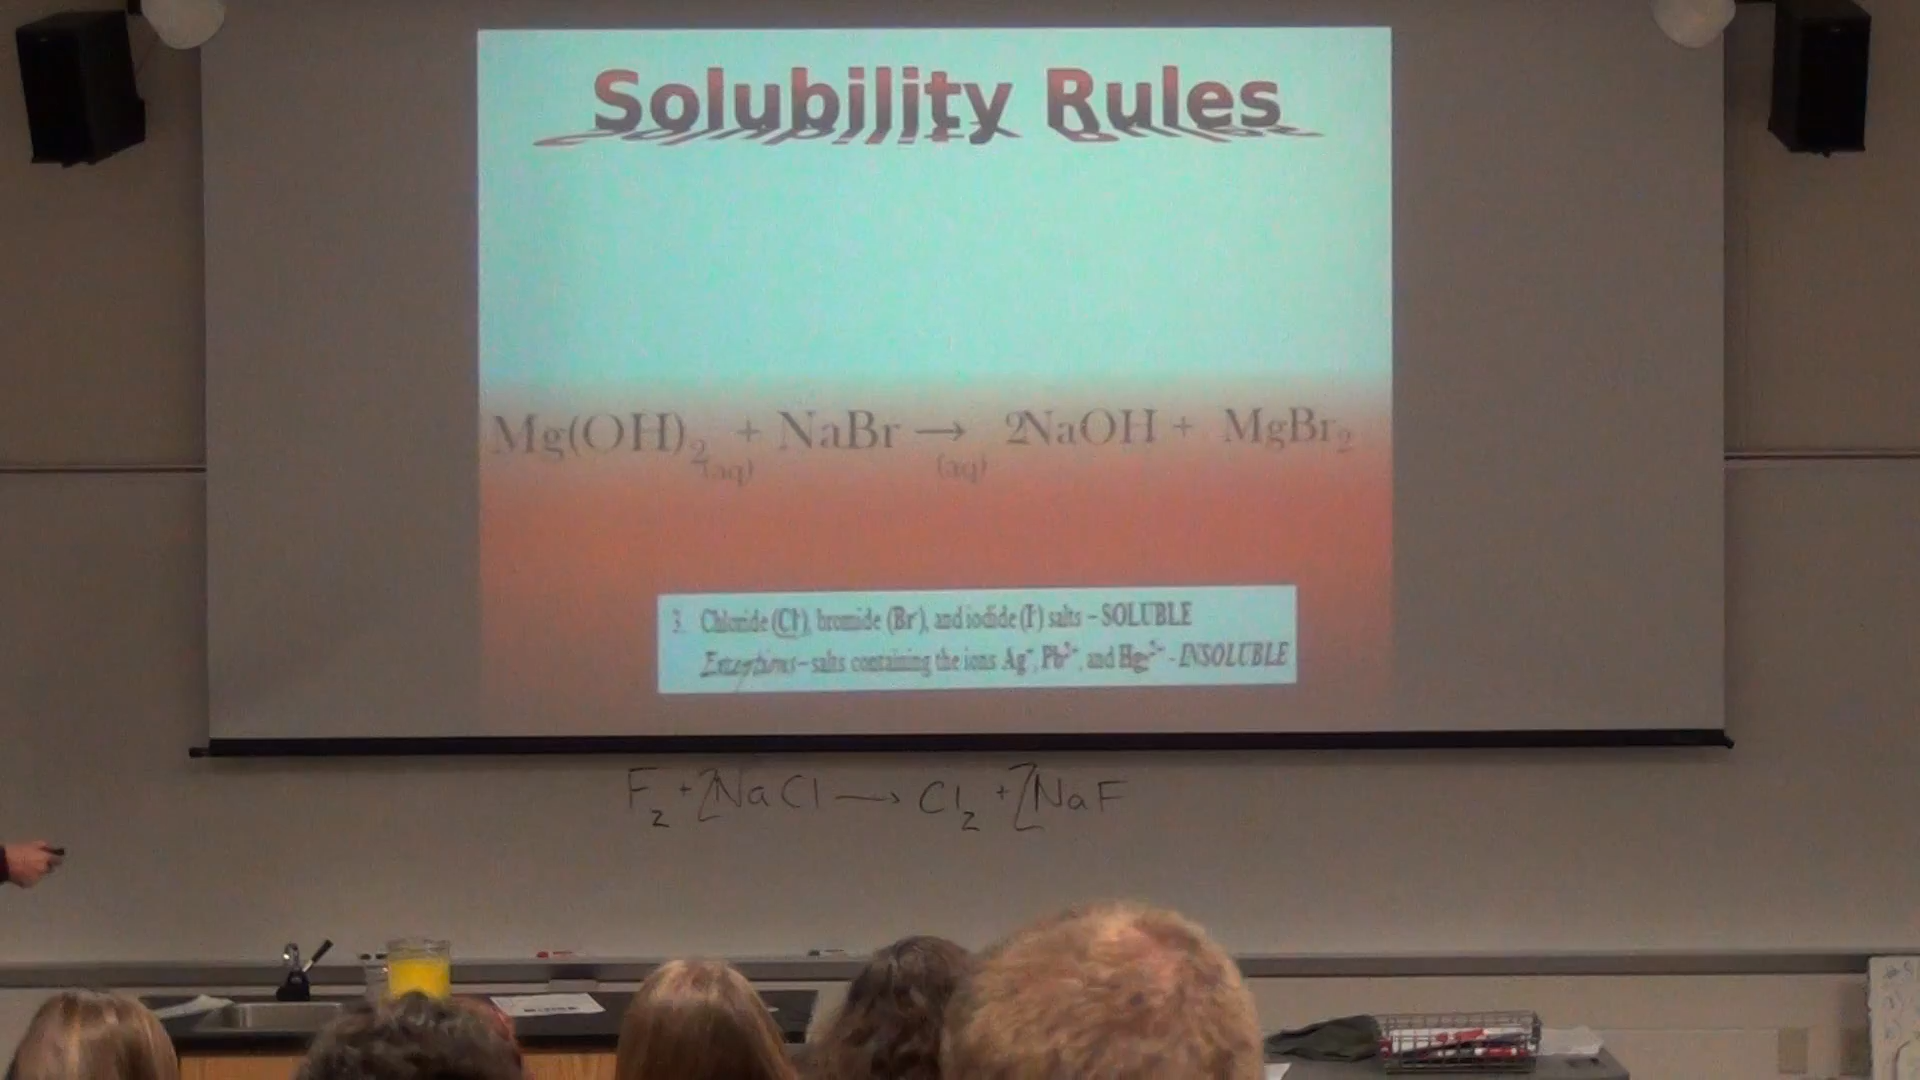 Solubility Rules
Mg(OH)₂(aq) + NaBr(aq) → 2NaOH + MgBr₂
3. Chloride (Cl⁻), bromide (Br⁻), and iodide (I⁻) salts – SOLUBLE
Exceptions – salts containing the ions Ag⁺, Pb²⁺, and Hg₂²⁺ - INSOLUBLE
F₂ + 2NaCl → Cl₂ + 2NaF